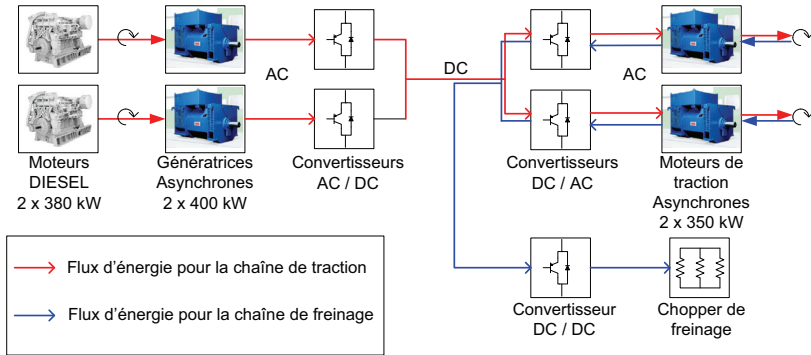 AC
DC
AC
Moteurs
DIESEL
2 x 380 kW
Génératrices
Asynchrones
2 x 400 kW
Convertisseurs
AC / DC
Convertisseurs
DC / AC
Moteurs de
traction
Asynchrones
2 x 350 kW
Flux d'énergie pour la chaîne de traction
Flux d'énergie pour la chaîne de freinage
Convertisseur
DC / DC
Chopper de
freinage